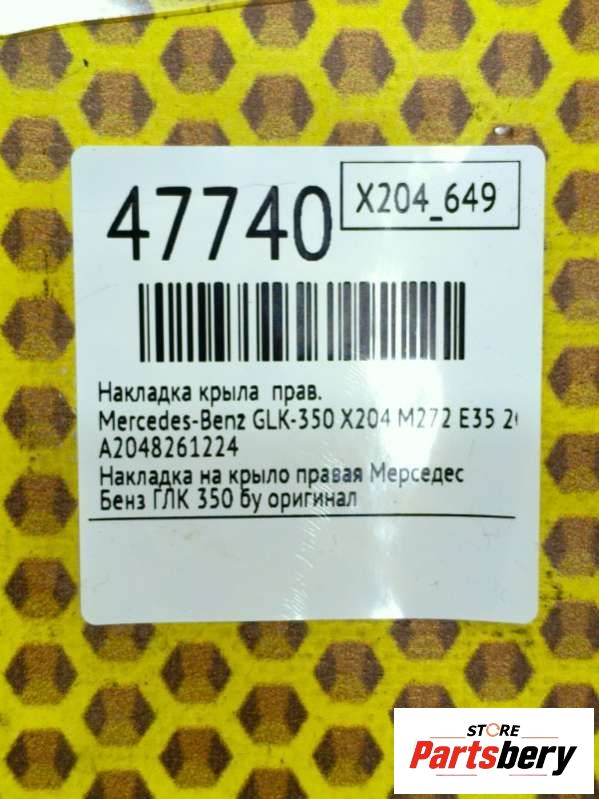 47740
X204_649
Накладка крыла прав.
Mercedes-Benz GLK-350 X204 M272 E35
A2048261224
Накладка на крыло правая Мерседес
Бенз ГЛК 350 бу оригинал
STORE
Partsbery